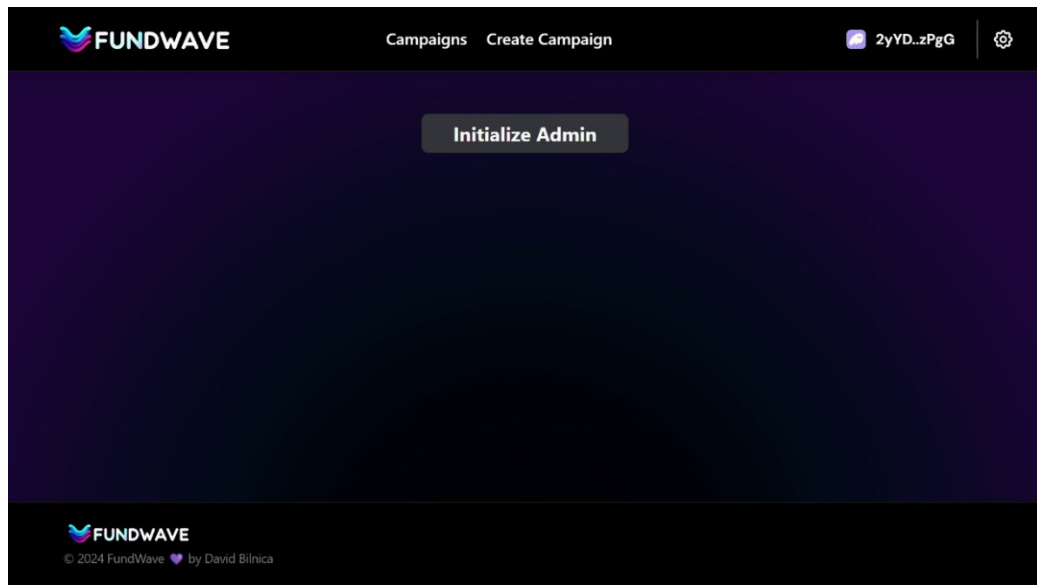 FUNDWAVE
Campaigns Create Campaign
2yYD..zPgG
Initialize Admin
FUNDWAVE
© 2024 FundWave 💜 by David Bilnica